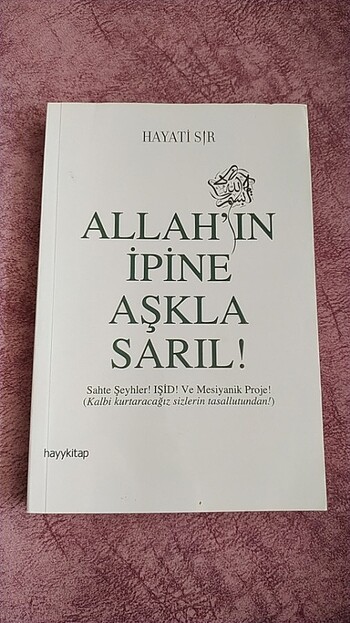 HAYATİ SIR
ALLAH'IN
İPİNE
AŞKLA
SARIL!
Sahte Şeyhler! IŞİD! Ve Mesiyanik Proje!
(Kalbi kurtaracağız sizlerin tasallutundan!)
hayykitap